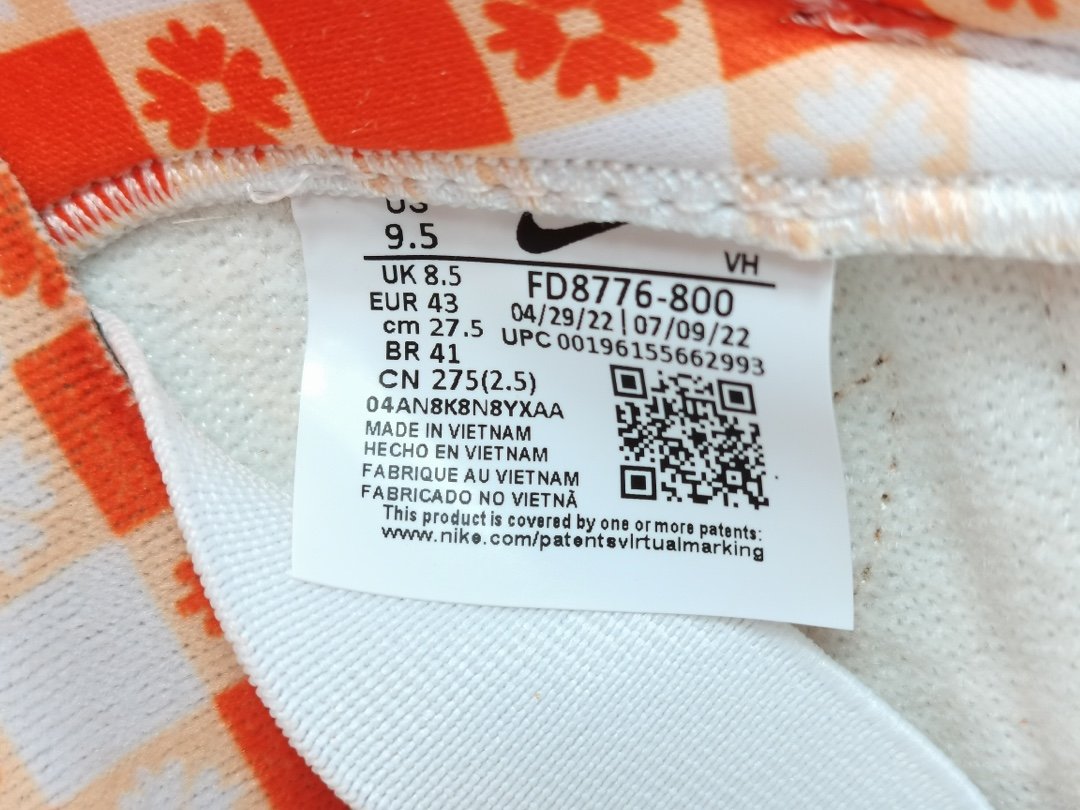 US
9.5
VH
UK 8.5
EUR 43
cm 27.5
BR 41
CN 275(2.5)
FD8776-800
04/29/22 | 07/09/22
UPC 00196155662993
04AN8K8N8YXAA
MADE IN VIETNAM
HECHO EN VIETNAM
FABRIQUE AU VIETNAM
FABRICADO NO VIETNÃ
This product is covered by one or more patents:
www.nike.com/patentsvirtualmarking